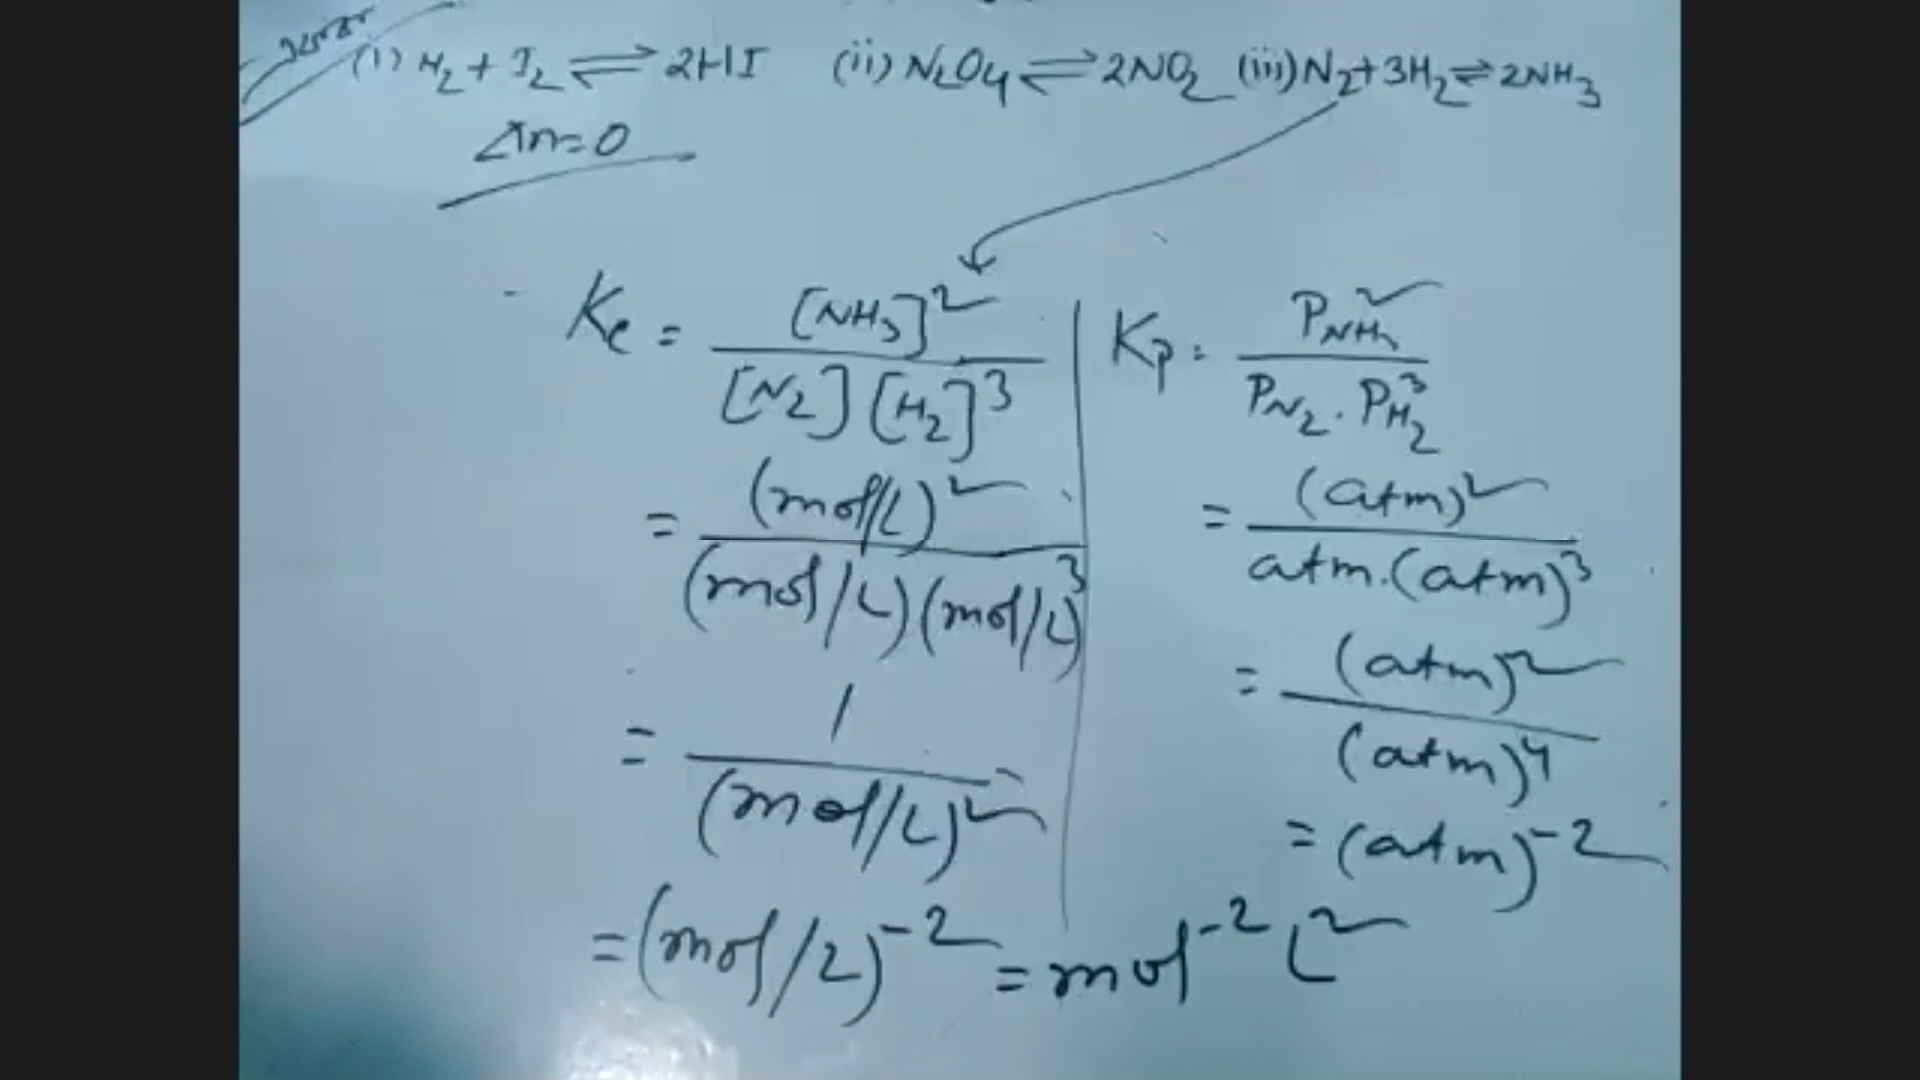 (i) H₂ + I₂ ⇌ 2HI (ii) N₂O₄ ⇌ 2NO₂ (iii) N₂ + 3H₂ ⇌ 2NH₃
Δn = 0
Kc = [NH₃]² / [N₂] [H₂]³
= (mol/L)² / (mol/L) (mol/L)³
= 1 / (mol/L)²
= (mol/L)⁻² = mol⁻² L²
Kp = P²NH₃ / PN₂ . P³H₂
= (atm)² / atm.(atm)³
= (atm)² / (atm)⁴
= (atm)⁻²